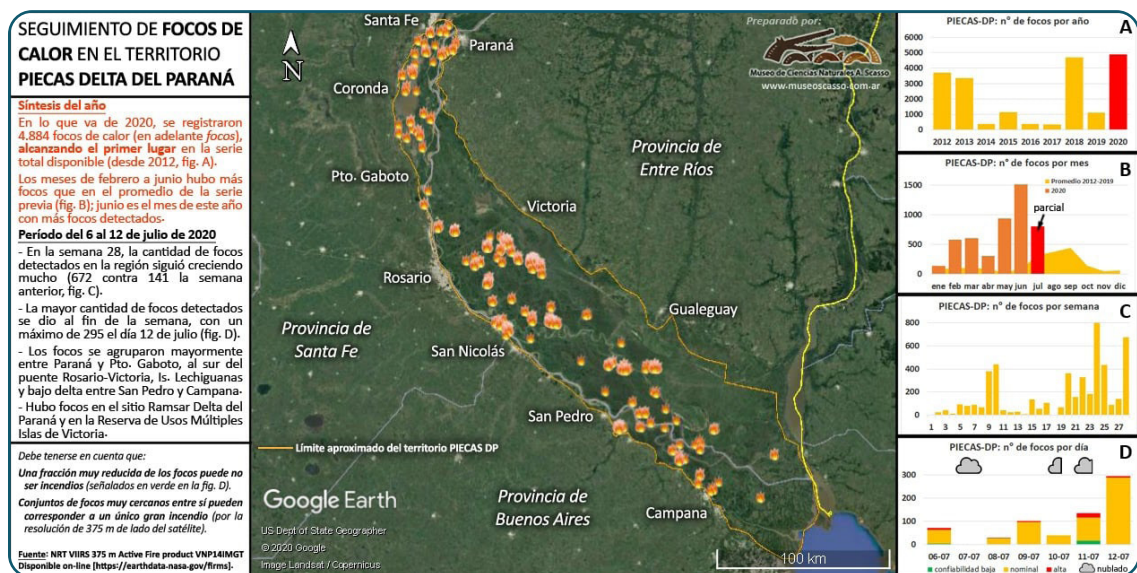 SEGUIMIENTO DE FOCOS DE
CALOR EN EL TERRITORIO
PIECAS DELTA DEL PARANÁ
Síntesis del año
En lo que va de 2020, se registraron
4.884 focos de calor (en adelante focos),
alcanzando el primer lugar en la serie
total disponible (desde 2012, fig. A).
Los meses de febrero a junio hubo más
focos que en el promedio de la serie
previa (fig. B); junio es el mes de este año
con más focos detectados.
Período del 6 al 12 de julio de 2020
- En la semana 28, la cantidad de focos
detectados en la región siguió creciendo
mucho (672 contra 141 la semana
anterior, fig. C).
- La mayor cantidad de focos detectados
se dio al fin de la semana, con un
máximo de 295 el día 12 de julio (fig. D).
- Los focos se agruparon mayormente
entre Paraná y Pto. Gaboto, al sur del
puente Rosario-Victoria, Is. Lechiguanas
y bajo delta entre San Pedro y Campana.
- Hubo focos en el sitio Ramsar Delta del
Paraná y en la Reserva de Usos Múltiples
Islas de Victoria.
Debe tenerse en cuenta que:
Una fracción muy reducida de los focos puede no
ser incendios (señalados en verde en la fig. D).
Conjuntos de focos muy cercanos entre sí pueden
corresponder a un único gran incendio (por la
resolución de 375 m de lado del satélite).
Fuente: NRT VIIRS 375 m Active Fire product VNP14IMGT
Disponible on-line [https://earthdata.nasa.gov/firms].
Santa Fe
Paraná
N
Coronda
Preparado por:
Museo de Ciencias Naturales A. Scasso
www.museoscasso.com.ar
Provincia de
Entre Ríos
Pto. Gaboto
Victoria
Rosario
Gualeguay
Provincia de
Santa Fe
San Nicolás
San Pedro
Límite aproximado del territorio PIECAS DP
Google Earth
Provincia de
Buenos Aires
Campana
US Dept of State Geographer
© 2020 Google
Image Landsat / Copernicus
100 km
PIECAS-DP: n° de focos por año
A
6000
5000
4000
3000
2000
1000
0
2012 2013 2014 2015 2016 2017 2018 2019 2020
PIECAS-DP: n° de focos por mes
B
Promedio 2012-2019
2020
parcial
1500
1000
500
0
ene feb mar abr may jun jul ago sep oct nov dic
PIECAS-DP: n° de focos por semana
C
800
600
400
200
0
1 3 5 7 9 11 13 15 17 19 21 23 25 27
PIECAS-DP: n° de focos por día
D
300
200
100
0
06-07 07-07 08-07 09-07 10-07 11-07 12-07
confiabilidad baja nominal alta nublado